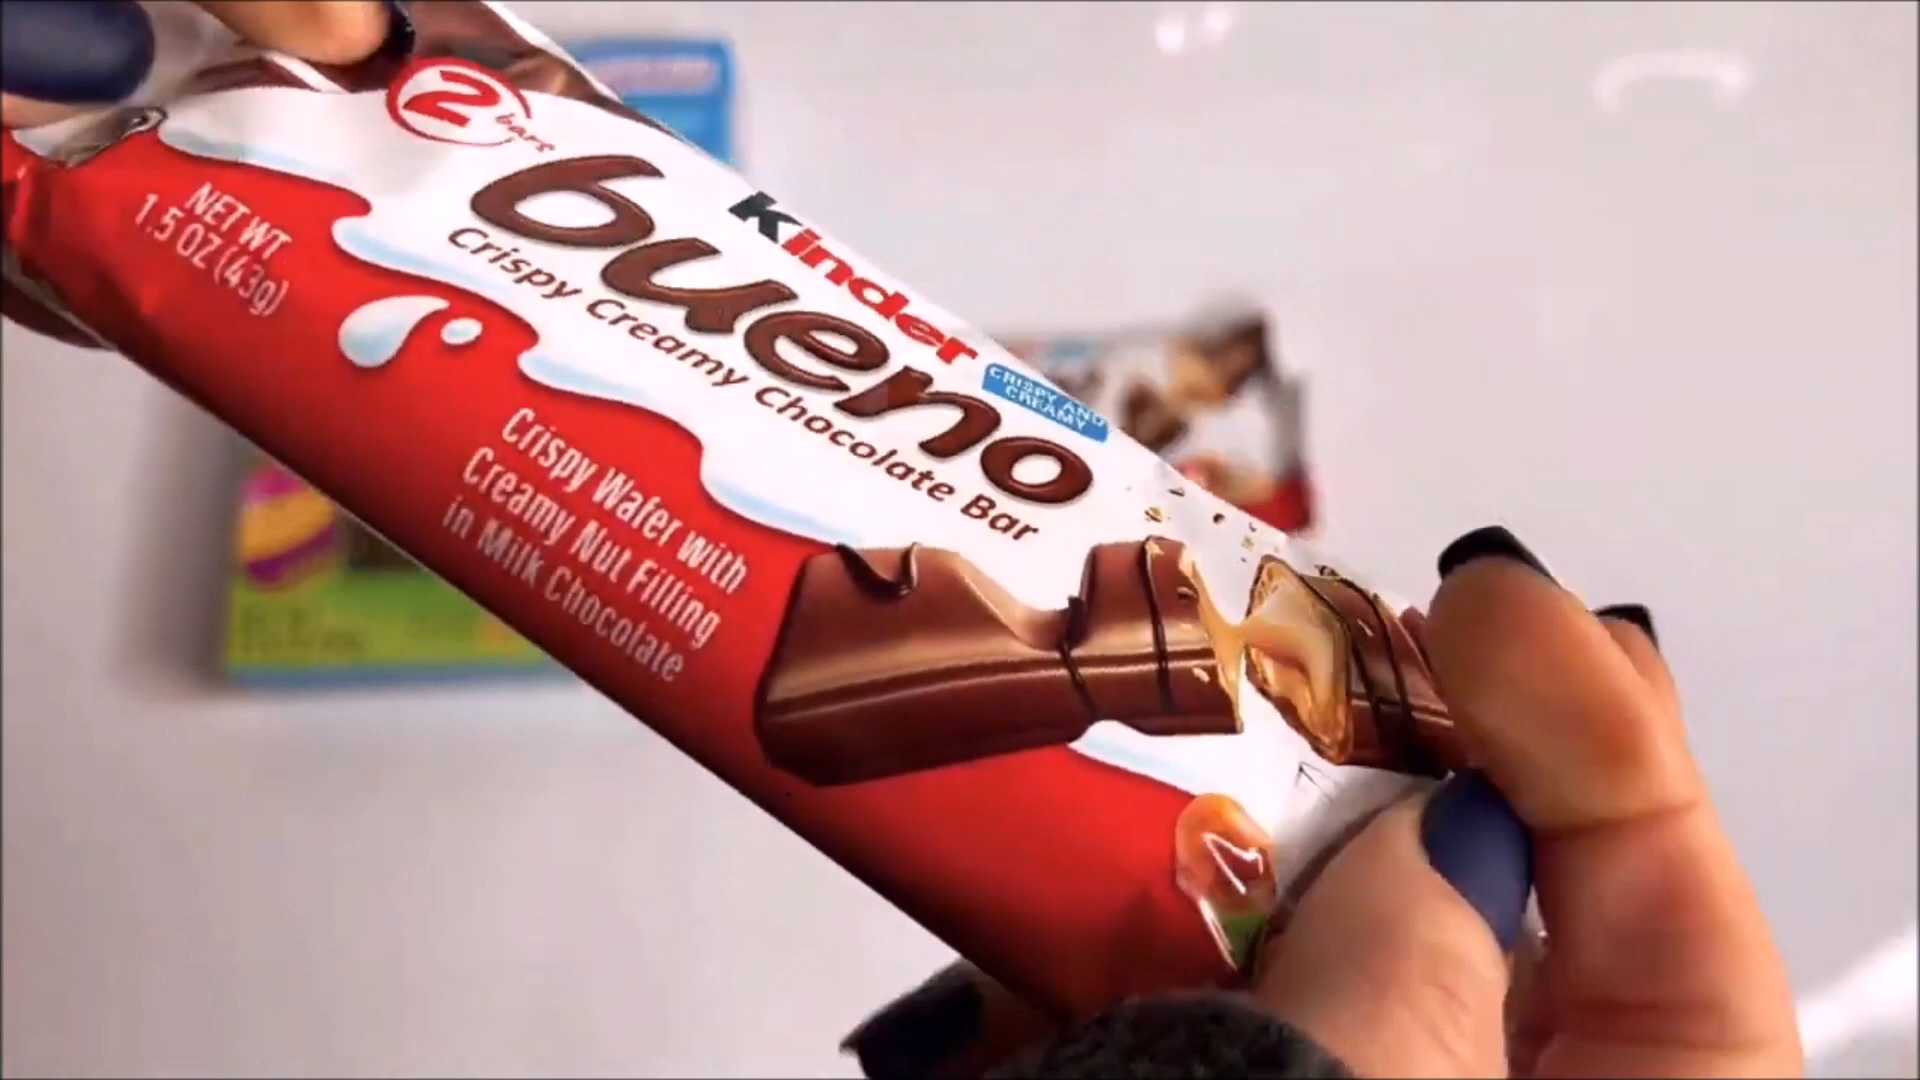 2 bars
kinder
bueno
CRISPY AND
CREAMY
Crispy Creamy Chocolate Bar
NET WT
1.5 OZ (43g)
Crispy Wafer with
Creamy Nut Filling
in Milk Chocolate